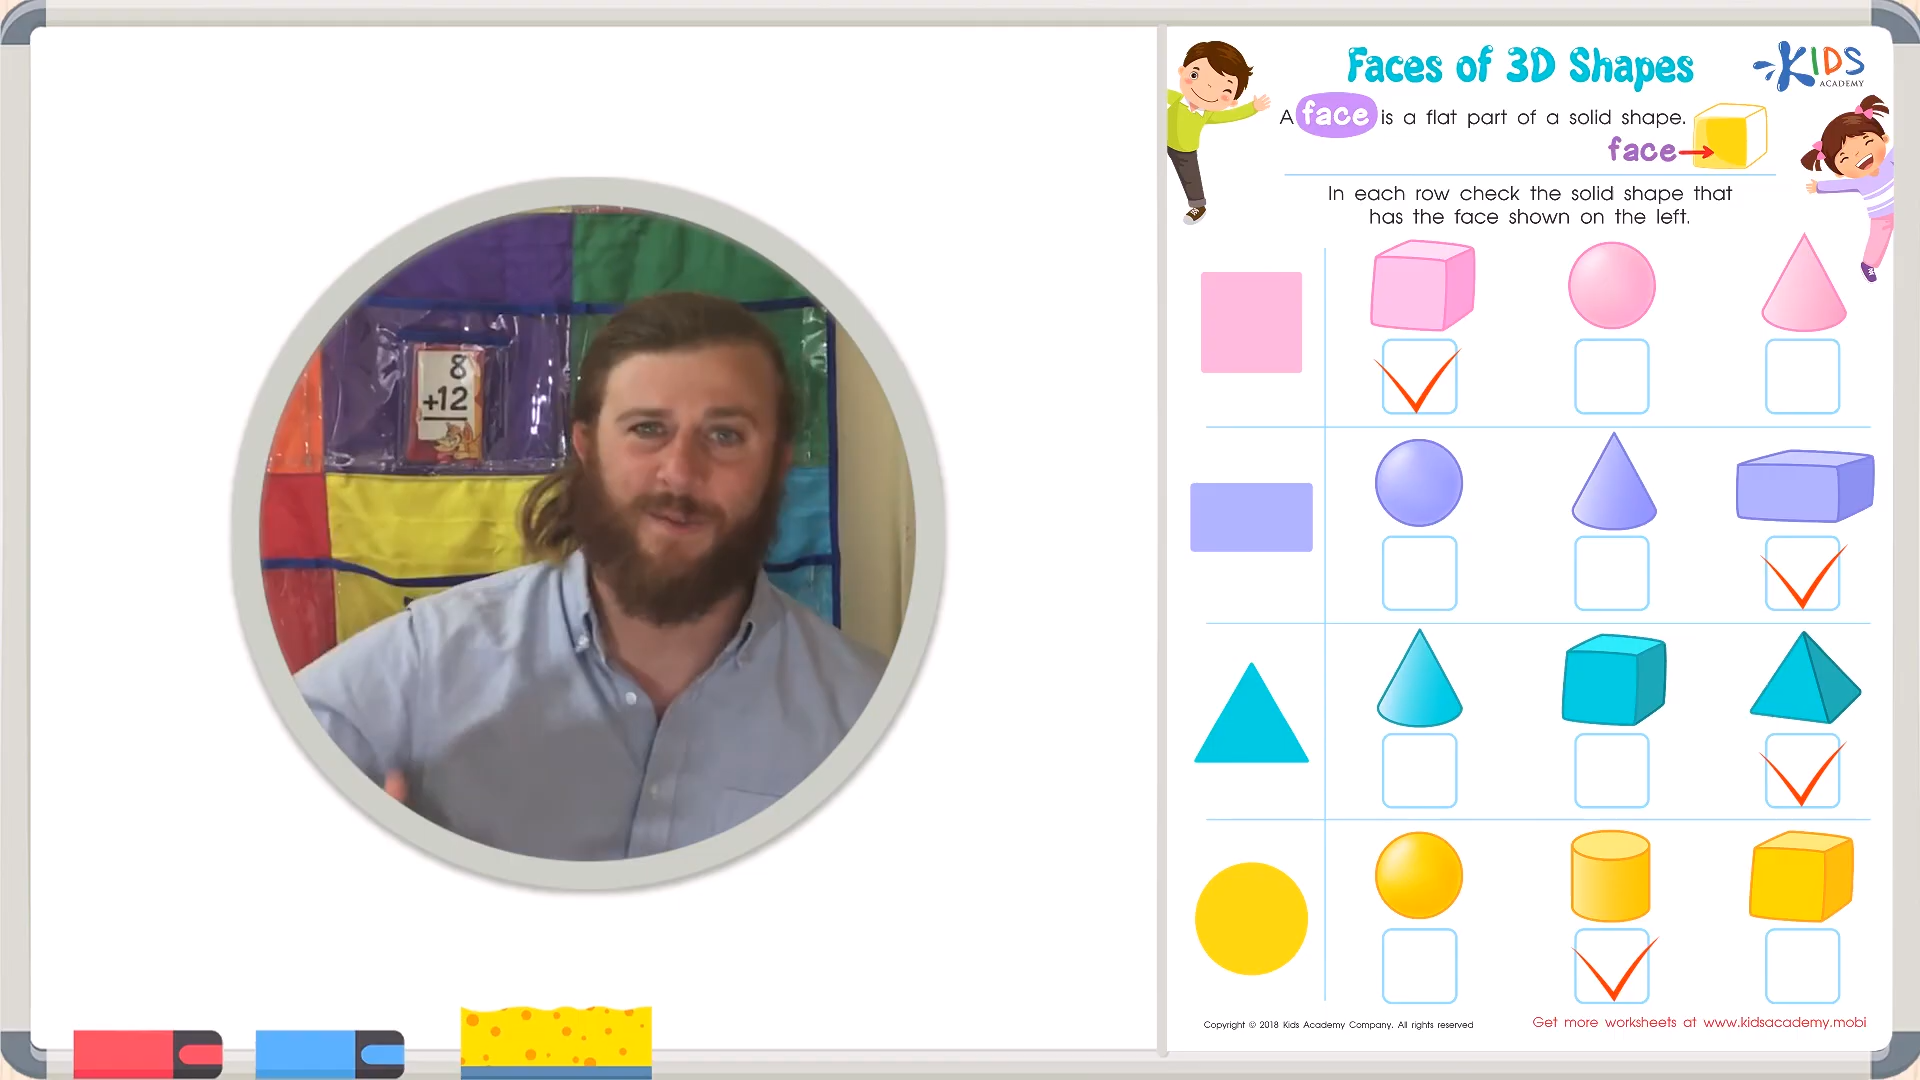 8
+12
Faces of 3D Shapes
KIDS
ACADEMY
A face is a flat part of a solid shape.
face
In each row check the solid shape that
has the face shown on the left.
Copyright © 2018 Kids Academy Company. All rights reserved
Get more worksheets at www.kidsacademy.mobi